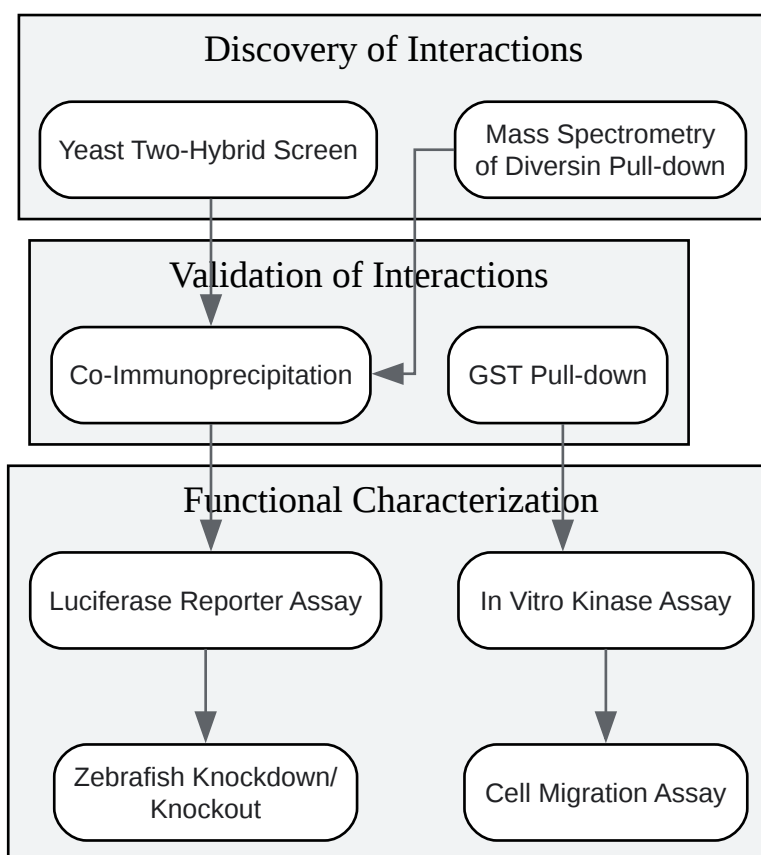 Discovery of Interactions
Yeast Two-Hybrid Screen
Mass Spectrometry
of Diversin Pull-down
Validation of Interactions
Co-Immunoprecipitation
GST Pull-down
Functional Characterization
Luciferase Reporter Assay
In Vitro Kinase Assay
Zebrafish Knockdown/
Knockout
Cell Migration Assay